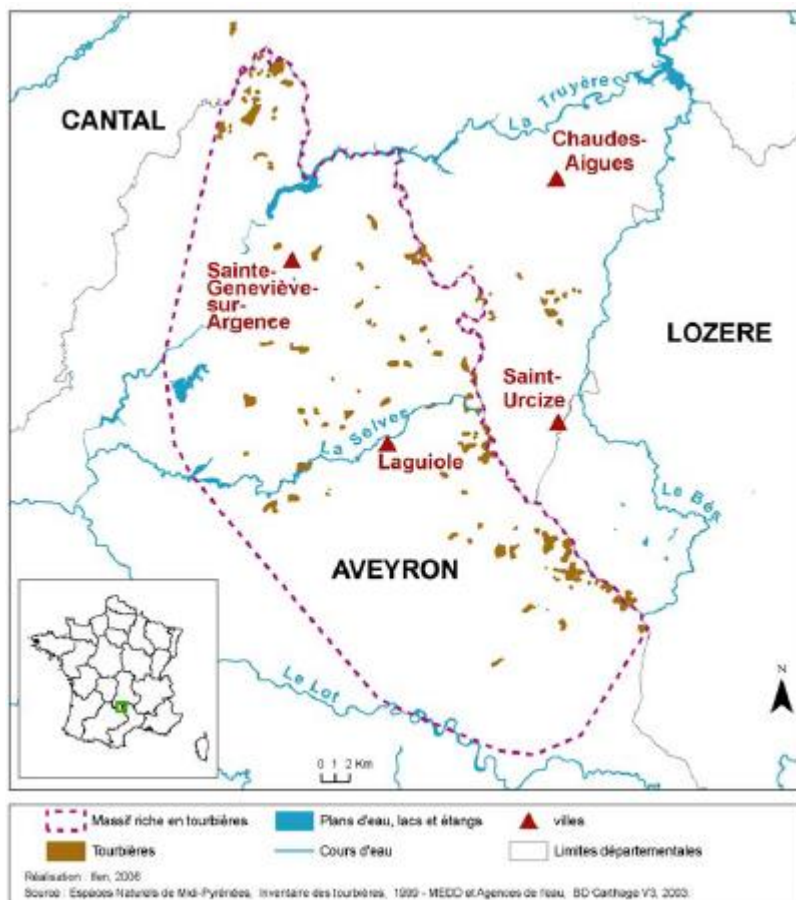 CANTAL
La Truyère
Chaudes-
Aigues
Sainte-
Geneviève-
sur-
Argence
LOZERE
Saint-
Urcize
La Selves
Laguiole
Le Bès
AVEYRON
Le Lot
N
0 1 2 Km
Massif riche en tourbières
Plans d'eau, lacs et étangs
villes
Tourbières
Cours d'eau
Limites départementales
Réalisation : Ifen, 2006
Source : Espaces Naturels de Midi-Pyrénées, Inventaire des tourbières, 1999 - MEDD et Agences de l'eau, BD Carthage V3, 2003.